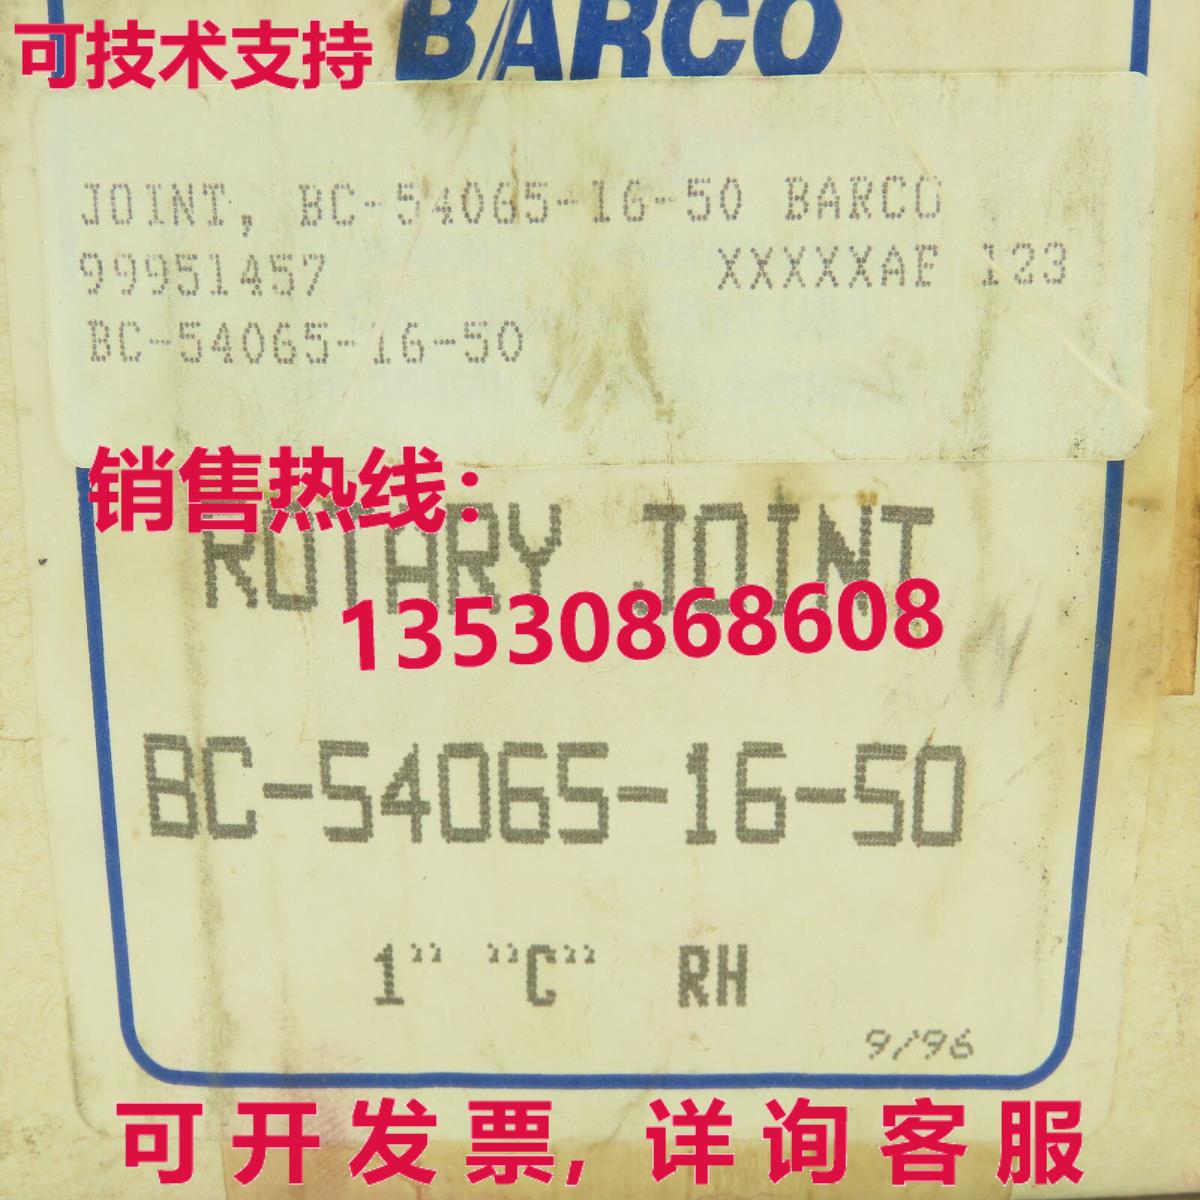 BARCO
可技术支持
JOINT, BC-54065-16-50 BARCO
99951457 XXXXXAE 123
BC-54065-16-50
销售热线:
ROTARY JOINT
13530868608
BC-54065-16-50
1" "C" RH
9/96
可开发票, 详询客服